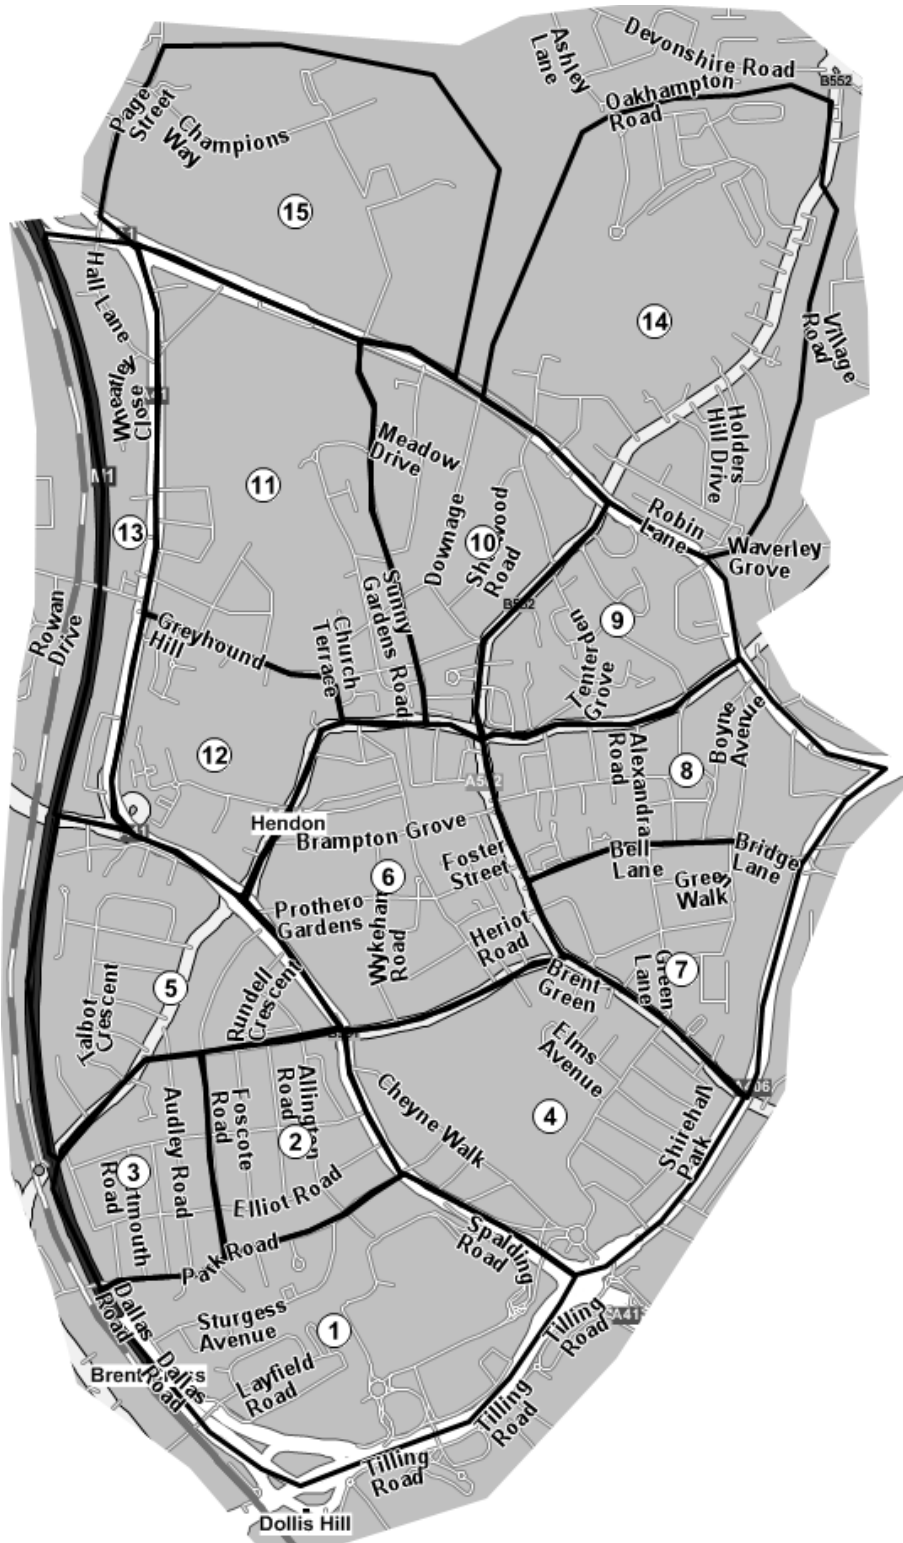 Ashley
Lane
Devonshire Road
B552
Oakhampton
Road
Page
Street
Champions
Way
15
Hall Lane
14
Village
Road
Wheatley
Close
M1
Meadow
Drive
Holders
Hill Drive
11
13
10
Downage
Road
Robin
Lane
Waverley
Grove
Rowan
Drive
Greyhound
Hill
Church
Terrace
Sunny
Gardens Road
9
Tenterden
Grove
Boyne
Avenue
Alexandra
Road
12
8
Hendon
Brampton Grove
Foster
Street
Bell
Lane
Bridge
Lane
6
Green
Walk
Prothero
Gardens
Wykeham
Road
Heriot
Road
5
Talbot
Crescent
Rundell
Crescent
Brent
Green
Green
Lane
7
Elms
Avenue
A406
Audley Road
Foscote
Road
Allington
Road
2
Cheyne Walk
4
Shirehall
Park
3
Road
Elliot Road
Park Road
Spalding
Road
Dallas
Road
Sturgess
Avenue
1
Tilling
Road
A41
Dallas
Road
Layfield
Road
Tilling
Road
Tilling
Road
Dollis Hill